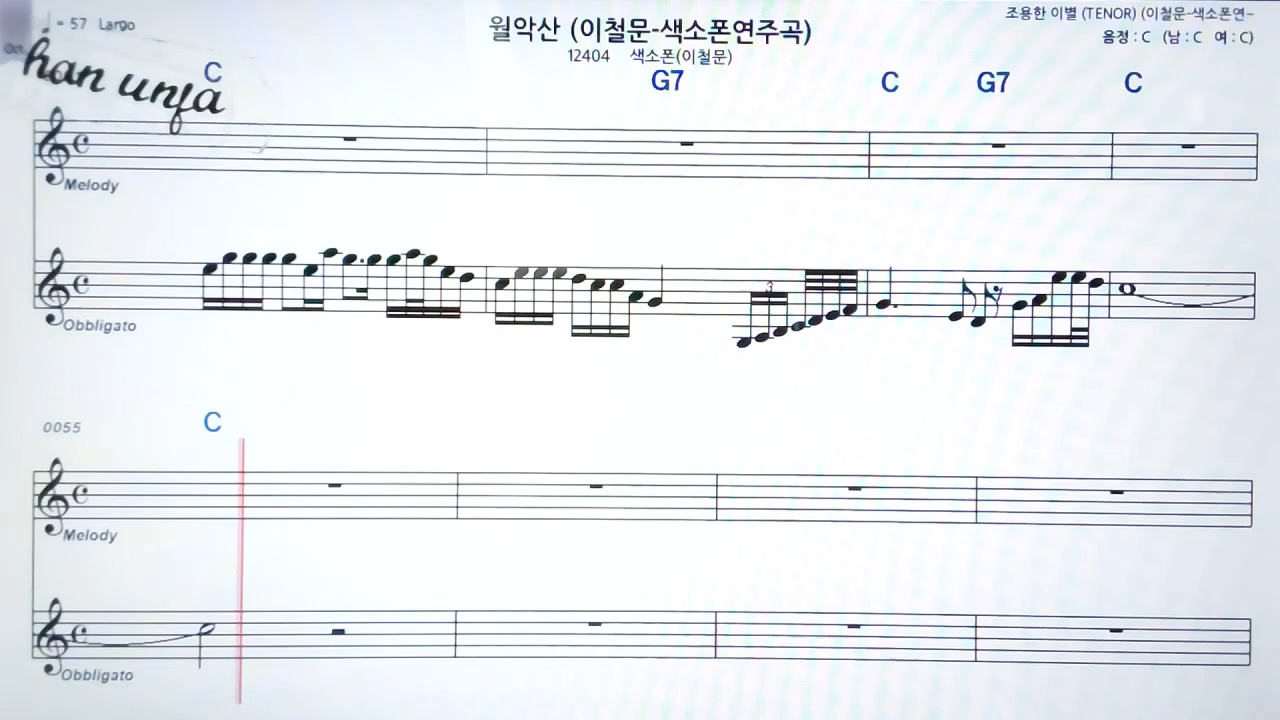 = 57 Largo
월악산 (이철문-색소폰연주곡)
조용한 이별 (TENOR) (이철문-색소폰연~
12404 색소폰(이철문)
음정 : C (남 : C 여 : C)
han unja
C G7 C G7 C
Melody
3
Obbligato
0055 C
Melody
Obbligato